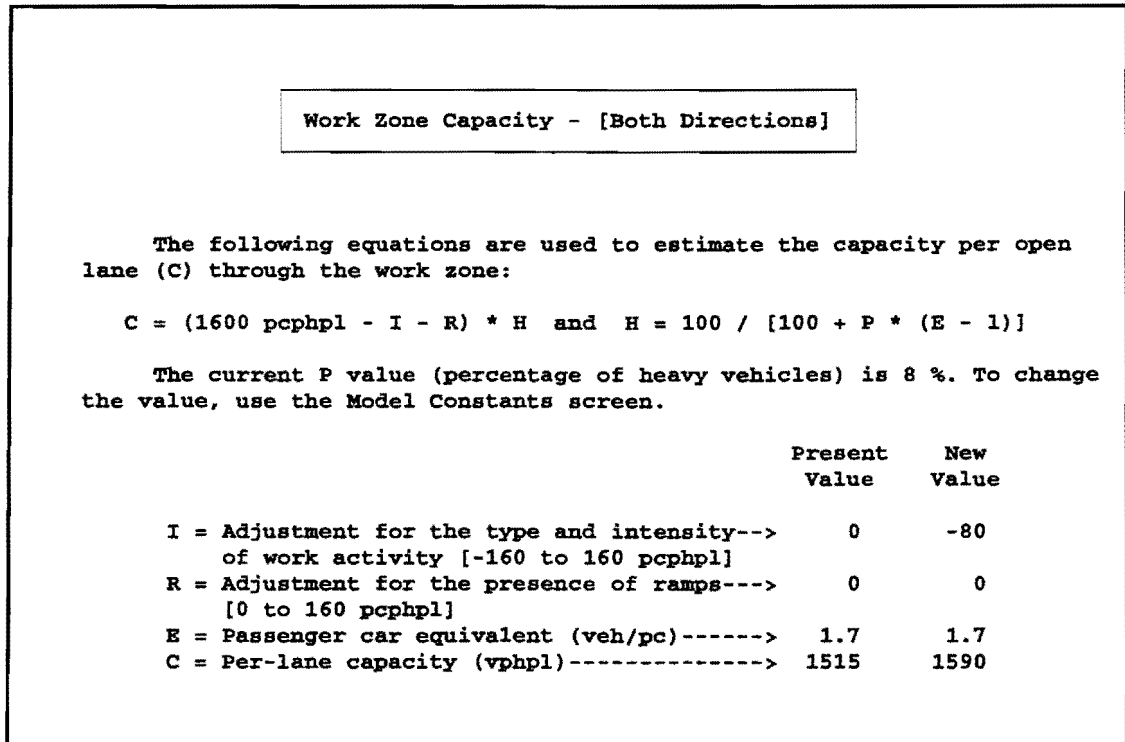 Work Zone Capacity - [Both Directions]
The following equations are used to estimate the capacity per open
lane (C) through the work zone:
C = (1600 pcphpl - I - R) * H and H = 100 / [100 + P * (E - 1)]
The current P value (percentage of heavy vehicles) is 8 %. To change
the value, use the Model Constants screen.
Present New
Value Value
I = Adjustment for the type and intensity--> 0 -80
of work activity [-160 to 160 pcphpl]
R = Adjustment for the presence of ramps---> 0 0
[0 to 160 pcphpl]
E = Passenger car equivalent (veh/pc)------> 1.7 1.7
C = Per-lane capacity (vphpl)--------------> 1515 1590